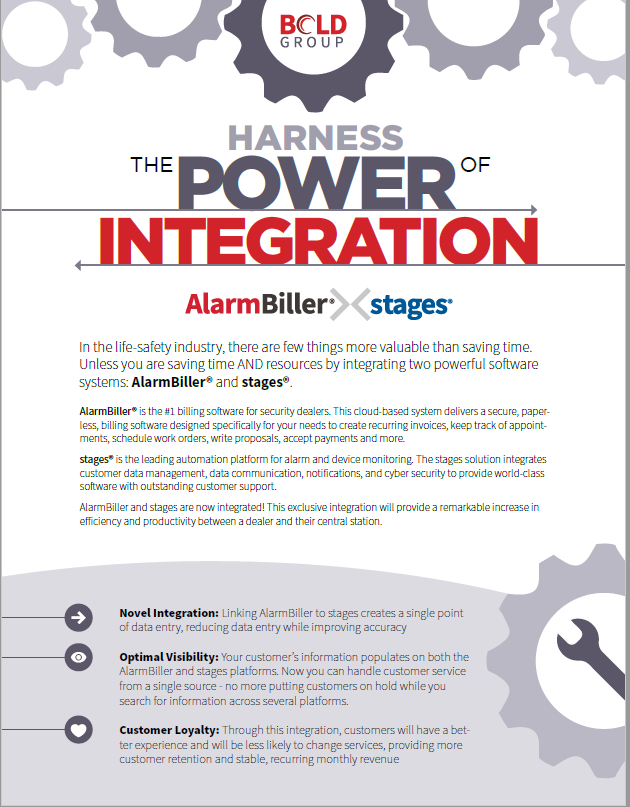 BOLD
GROUP
HARNESS
THE POWER OF
INTEGRATION
AlarmBiller® stages®
In the life-safety industry, there are few things more valuable than saving time.
Unless you are saving time AND resources by integrating two powerful software
systems: AlarmBiller® and stages®.
AlarmBiller® is the #1 billing software for security dealers. This cloud-based system delivers a secure, paper-
less, billing software designed specifically for your needs to create recurring invoices, keep track of appoint-
ments, schedule work orders, write proposals, accept payments and more.
stages® is the leading automation platform for alarm and device monitoring. The stages solution integrates
customer data management, data communication, notifications, and cyber security to provide world-class
software with outstanding customer support.
AlarmBiller and stages are now integrated! This exclusive integration will provide a remarkable increase in
efficiency and productivity between a dealer and their central station.
Novel Integration: Linking AlarmBiller to stages creates a single point
of data entry, reducing data entry while improving accuracy
Optimal Visibility: Your customer's information populates on both the
AlarmBiller and stages platforms. Now you can handle customer service
from a single source - no more putting customers on hold while you
search for information across several platforms.
Customer Loyalty: Through this integration, customers will have a bet-
ter experience and will be less likely to change services, providing more
customer retention and stable, recurring monthly revenue